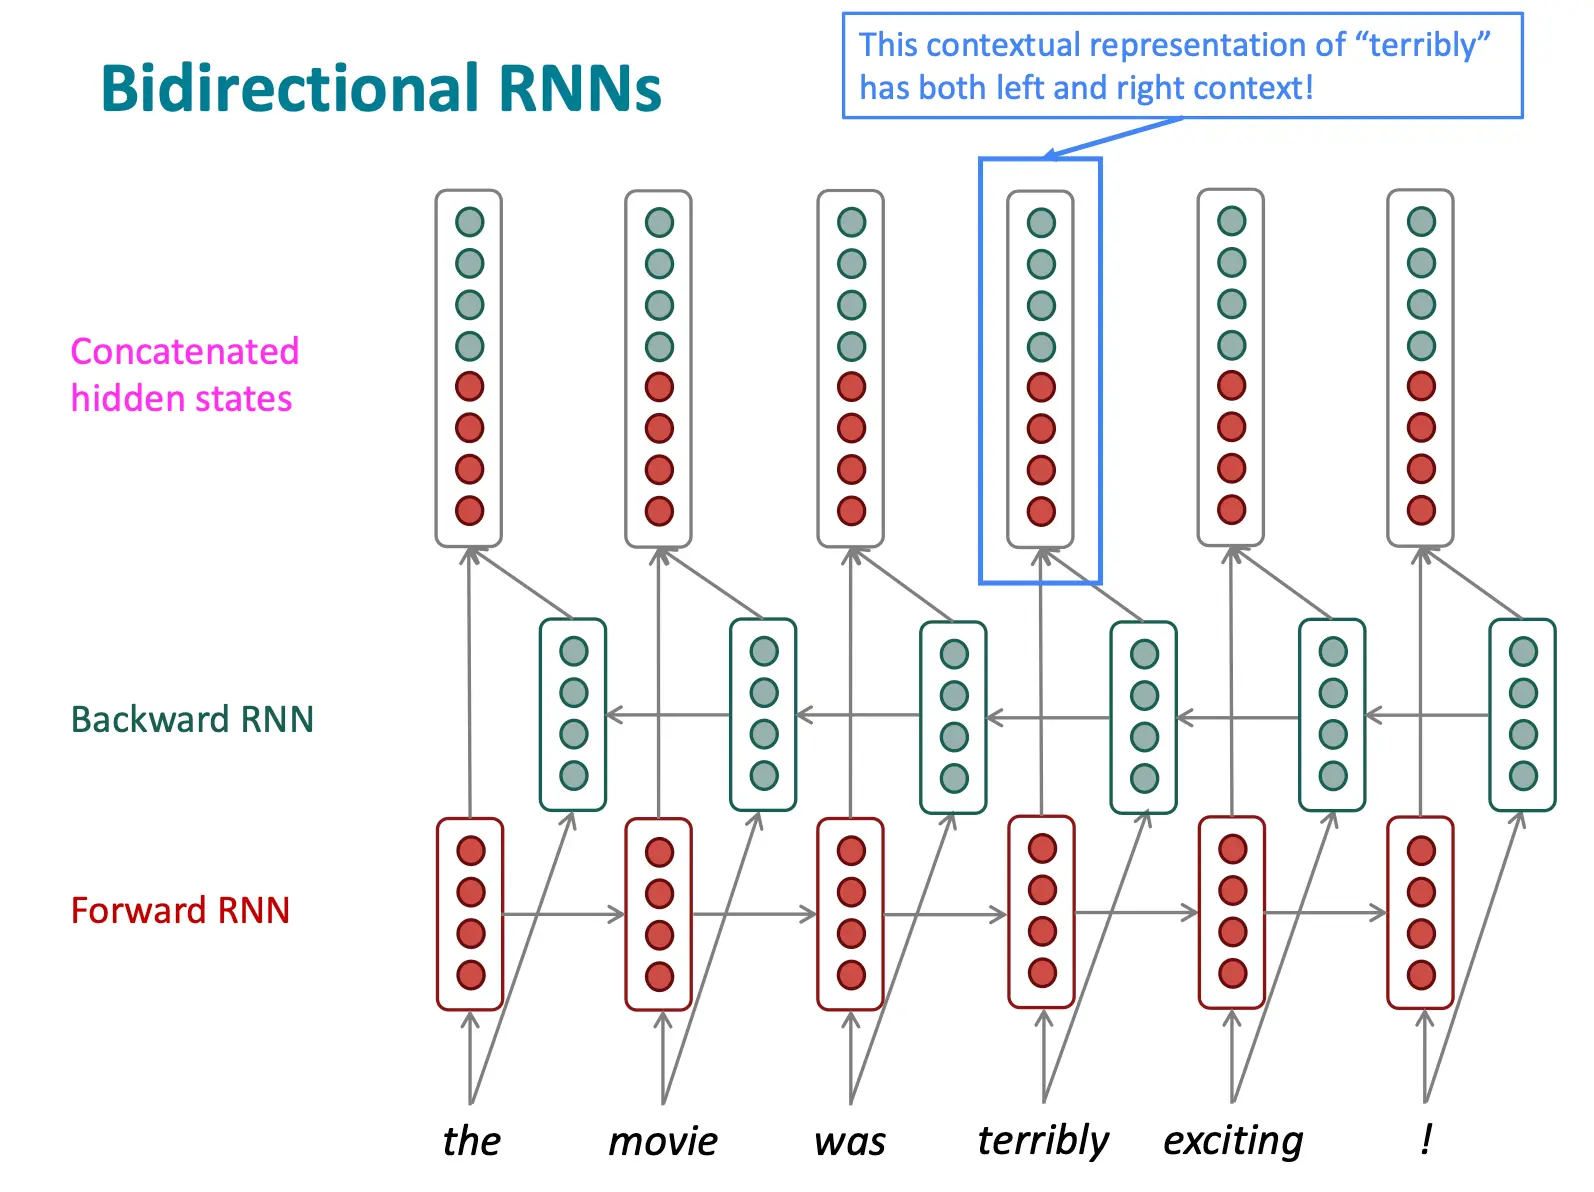 Bidirectional RNNs
This contextual representation of “terribly”
has both left and right context!
Concatenated
hidden states
Backward RNN
Forward RNN
the movie was terribly exciting !